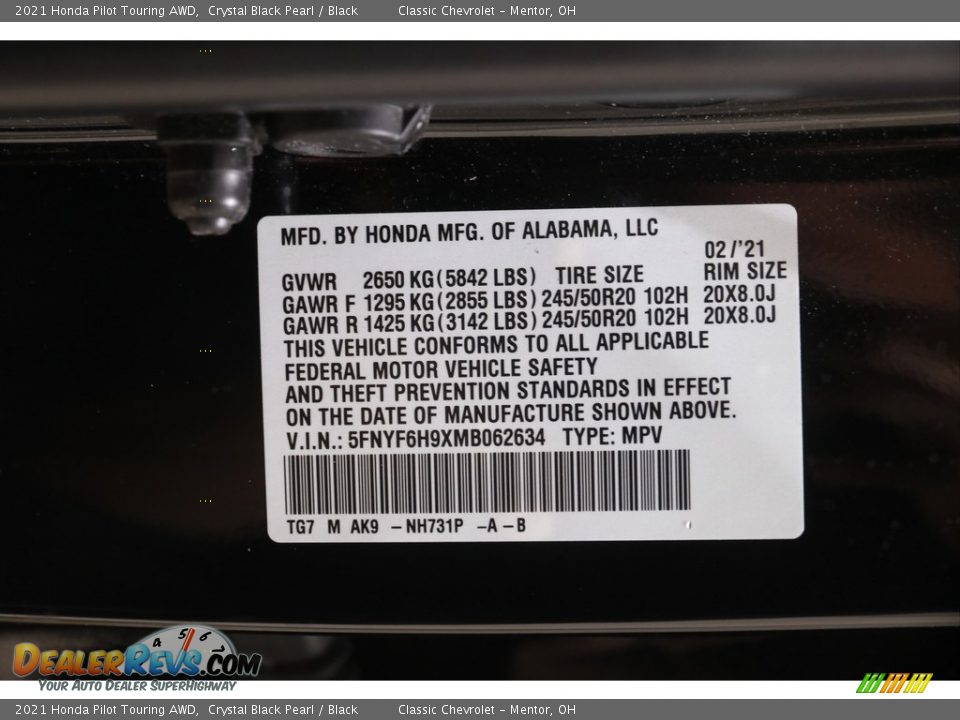 2021 Honda Pilot Touring AWD,  Crystal Black Pearl / Black     Classic Chevrolet – Mentor, OH
MFD. BY HONDA MFG. OF ALABAMA, LLC
02/'21
GVWR 2650 KG (5842 LBS) TIRE SIZE RIM SIZE
GAWR F 1295 KG (2855 LBS) 245/50R20 102H 20X8.0J
GAWR R 1425 KG (3142 LBS) 245/50R20 102H 20X8.0J
THIS VEHICLE CONFORMS TO ALL APPLICABLE
FEDERAL MOTOR VEHICLE SAFETY
AND THEFT PREVENTION STANDARDS IN EFFECT
ON THE DATE OF MANUFACTURE SHOWN ABOVE.
V.I.N.: 5FNYF6H9XMB062634 TYPE: MPV
TG7 M AK9 – NH731P –A – B
4 5 6
DEALERREVS.COM
YOUR AUTO DEALER SUPERHIGHWAY
2021 Honda Pilot Touring AWD,  Crystal Black Pearl / Black     Classic Chevrolet – Mentor, OH